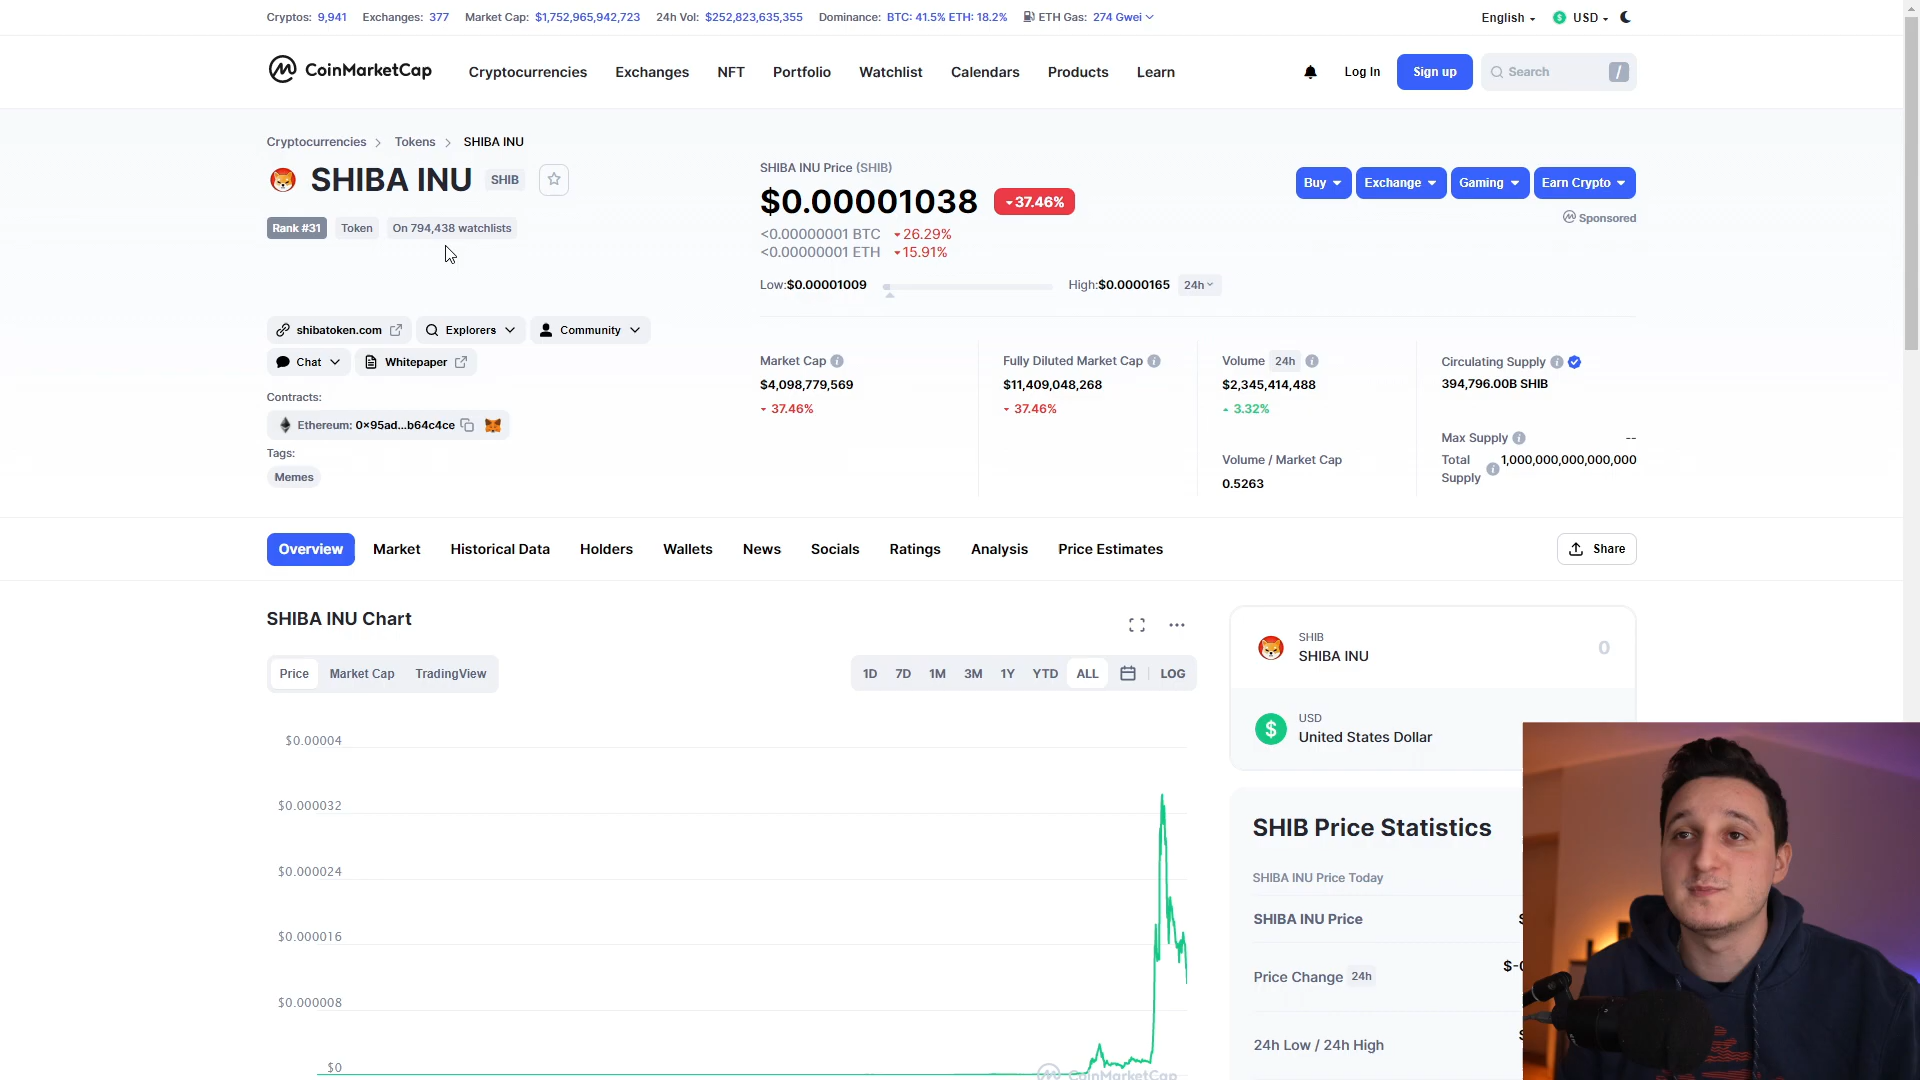 Cryptos: 9,941 Exchanges: 377 Market Cap: $1,752,965,942,723 24h Vol: $252,823,635,355 Dominance: BTC: 41.5% ETH: 18.2% ETH Gas: 274 Gwei
English USD
CoinMarketCap Cryptocurrencies Exchanges NFT Portfolio Watchlist Calendars Products Learn Log In Sign up Search /
Cryptocurrencies Tokens SHIBA INU
SHIBA INU SHIB
Rank #31 Token On 794,438 watchlists
shibatoken.com Explorers Community
Chat Whitepaper
Contracts:
Ethereum: 0x95ad...b64c4ce
Tags:
Memes
SHIBA INU Price (SHIB)
$0.00001038 37.46%
<0.00000001 BTC 26.29%
<0.00000001 ETH 15.91%
Low:$0.00001009 High:$0.0000165 24h
Buy Exchange Gaming Earn Crypto
Sponsored
Market Cap
$4,098,779,569
37.46%
Fully Diluted Market Cap
$11,409,048,268
37.46%
Volume 24h
$2,345,414,488
3.32%
Volume / Market Cap
0.5263
Circulating Supply
394,796.00B SHIB
Max Supply --
Total Supply 1,000,000,000,000,000
Overview Market Historical Data Holders Wallets News Socials Ratings Analysis Price Estimates Share
SHIBA INU Chart
Price Market Cap TradingView 1D 7D 1M 3M 1Y YTD ALL LOG
$0.00004
$0.000032
$0.000024
$0.000016
$0.000008
$0
CoinMarketCap
SHIB
SHIBA INU 0
USD
United States Dollar
SHIB Price Statistics
SHIBA INU Price Today
SHIBA INU Price
Price Change 24h
24h Low / 24h High